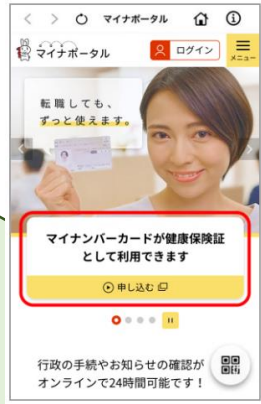 マイナポータル
マイナポータル
ログイン
メニュー
転職しても、
ずっと使えます。
マイナンバーカードが健康保険証
として利用できます
申し込む
行政の手続やお知らせの確認が
オンラインで24時間可能です！